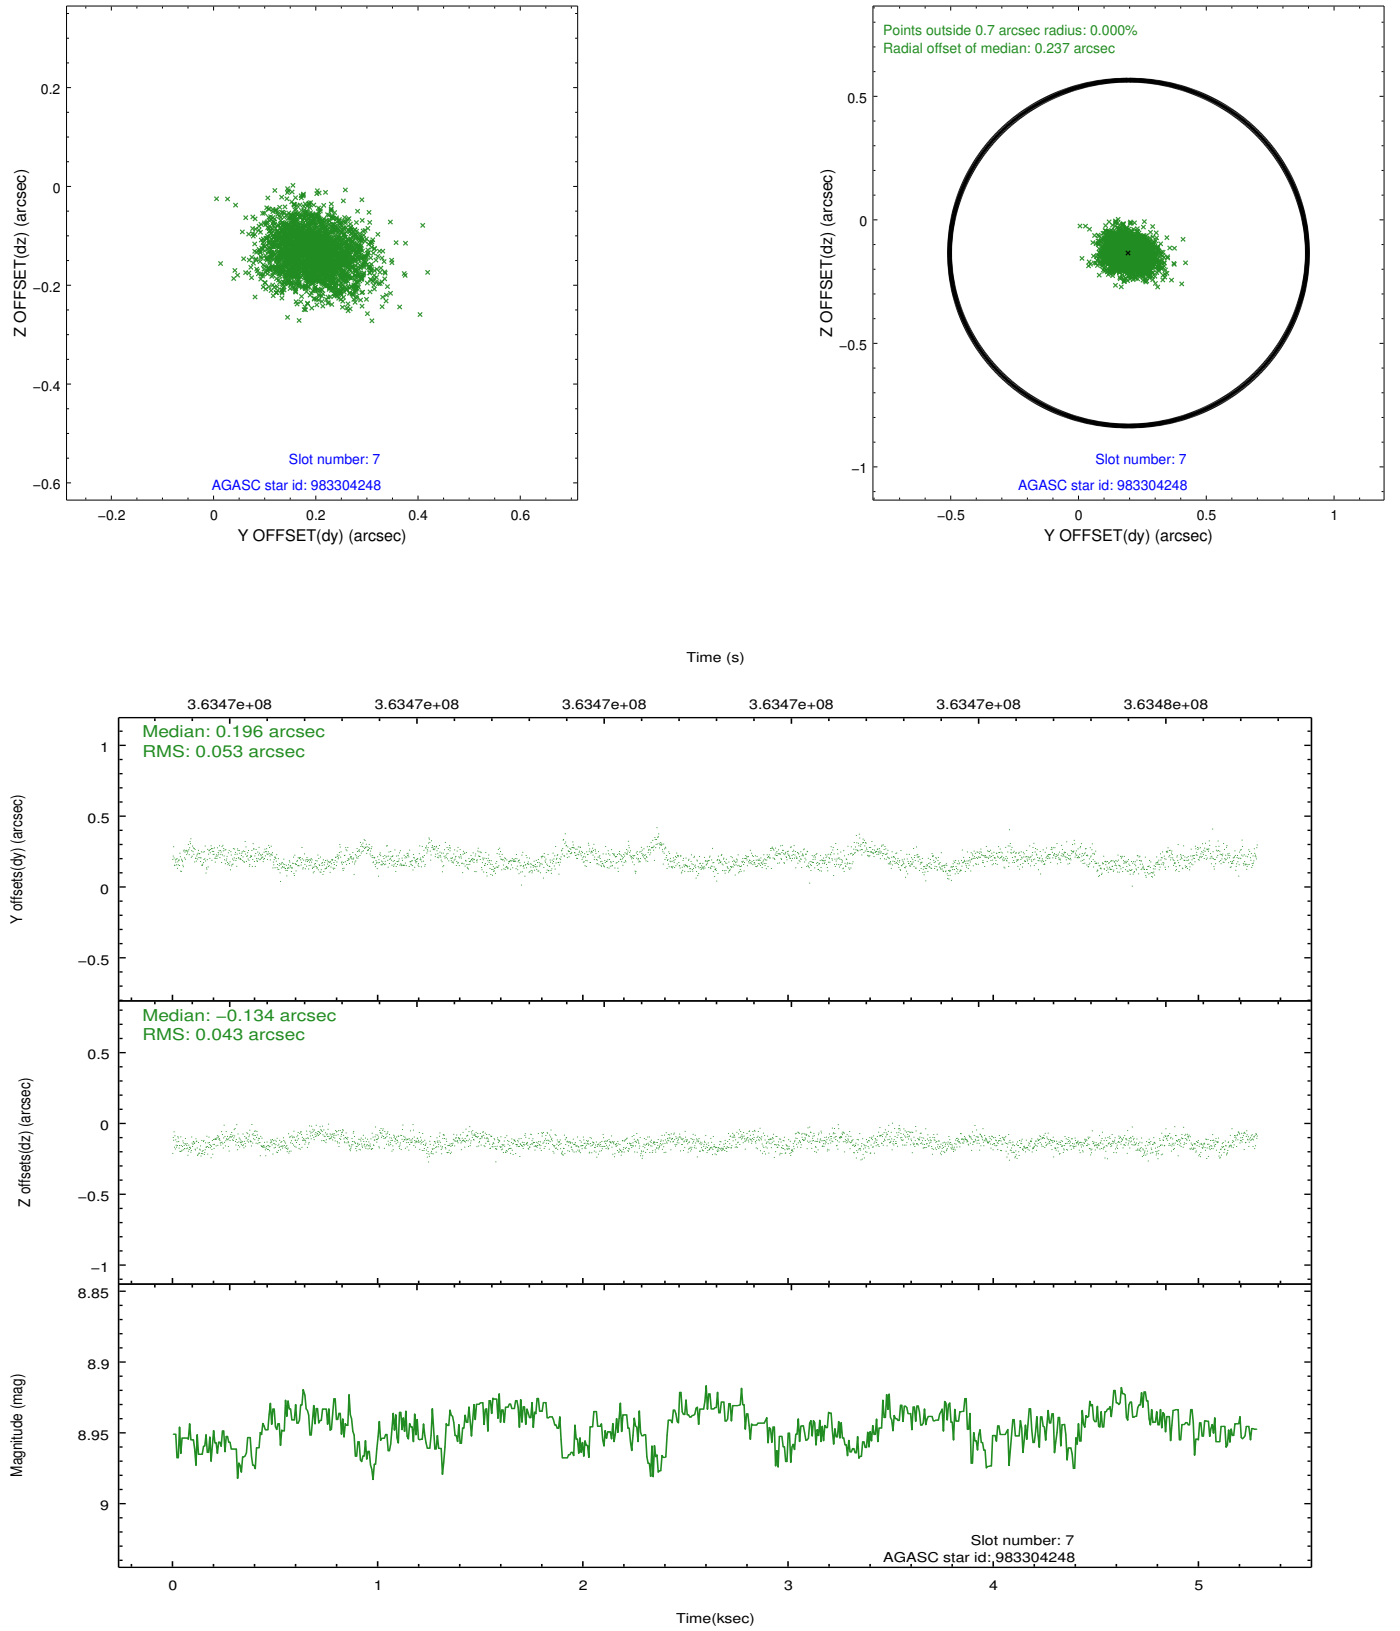 0.2
0
−0.2
−0.4
−0.6
Z OFFSET(dz) (arcsec)
Slot number: 7
AGASC star id: 983304248
−0.2
0
0.2
0.4
0.6
Y OFFSET(dy) (arcsec)
Points outside 0.7 arcsec radius: 0.000%
Radial offset of median: 0.237 arcsec
0.5
0
−0.5
−1
Z OFFSET(dz) (arcsec)
Slot number: 7
AGASC star id: 983304248
−0.5
0
0.5
1
Y OFFSET(dy) (arcsec)
Time (s)
3.6347e+08
3.6347e+08
3.6347e+08
3.6347e+08
3.6347e+08
3.6348e+08
Median: 0.196 arcsec
RMS: 0.053 arcsec
1
0.5
0
−0.5
Y offsets(dy) (arcsec)
Median: −0.134 arcsec
RMS: 0.043 arcsec
0.5
0
−0.5
−1
Z offsets(dz) (arcsec)
8.85
8.9
8.95
9
Magnitude (mag)
Slot number: 7
AGASC star id: 983304248
0
1
2
3
4
5
Time(ksec)